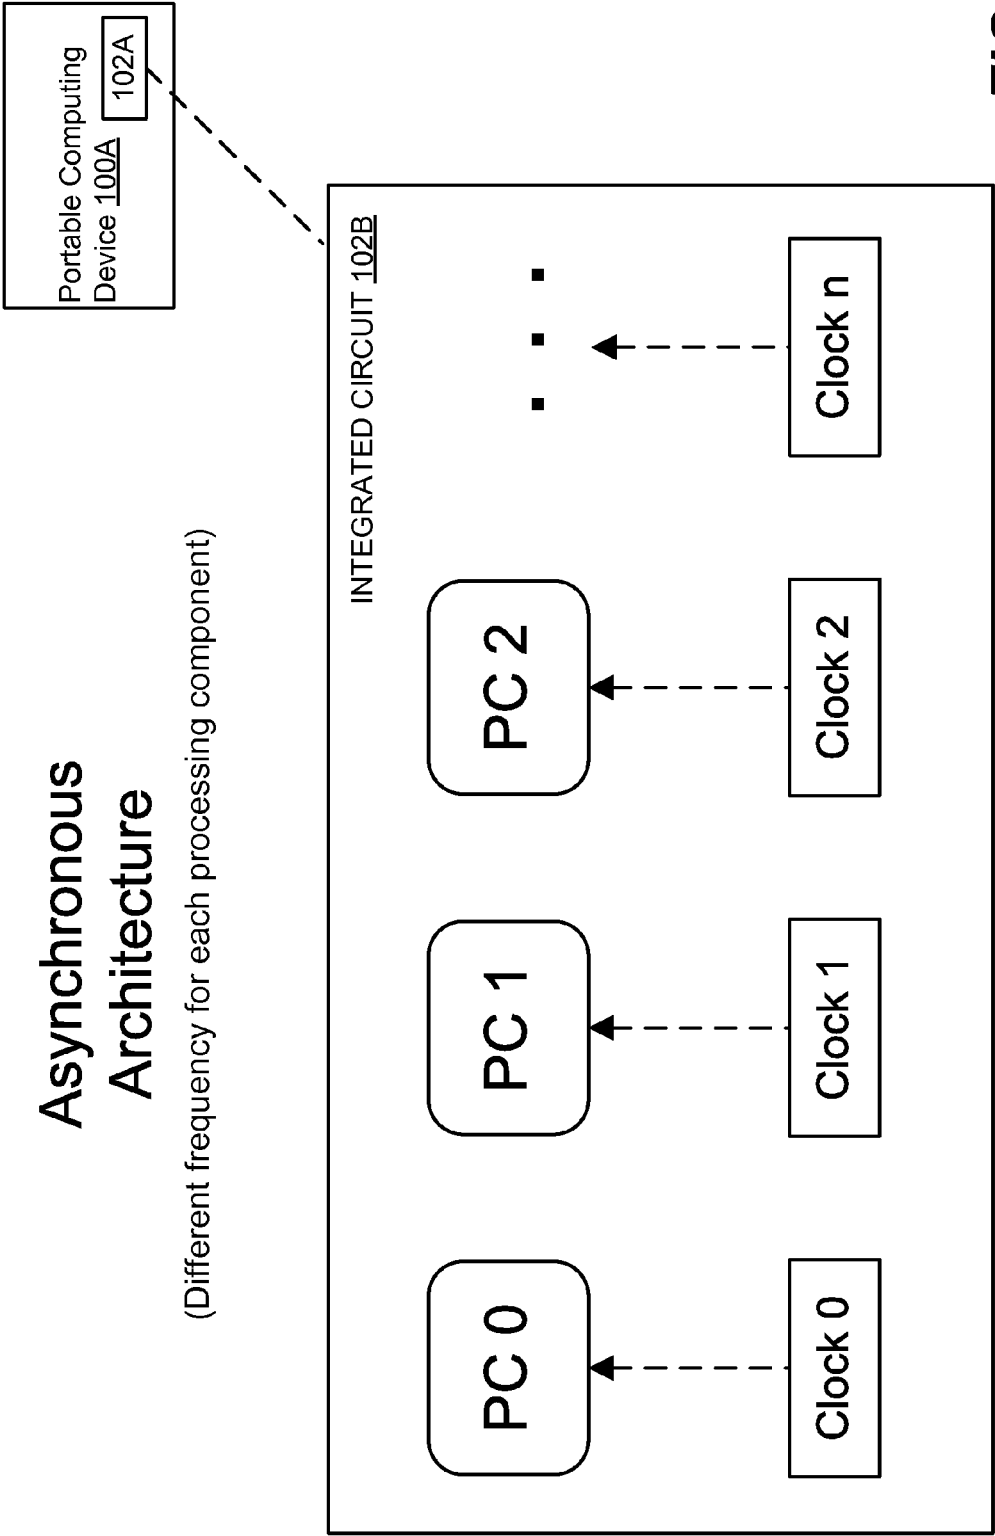 Asynchronous
Architecture
(Different frequency for each processing component)
Portable Computing
Device 100A
102A
INTEGRATED CIRCUIT 102B
PC 0
PC 1
PC 2
Clock 0
Clock 1
Clock 2
Clock n